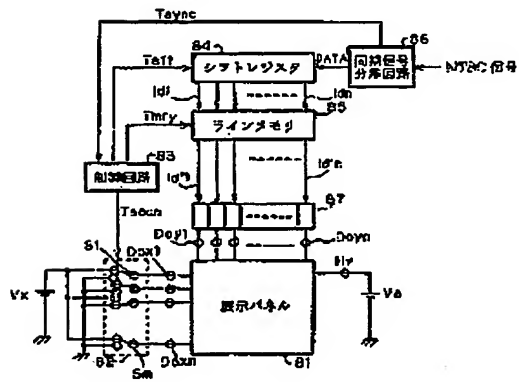 Tsync
84
86
Tsft
シフトレジスタ
DATA
同期信号
分離回路
NTSC 信号
Id1
Idn
85
Tmry
ラインメモリ
83
制御回路
Id'1
Id'n
87
Tscan
Doy1
Doyn
S1
Dox1
Hv
Vx
表示パネル
Va
82
Sm
Doxm
81